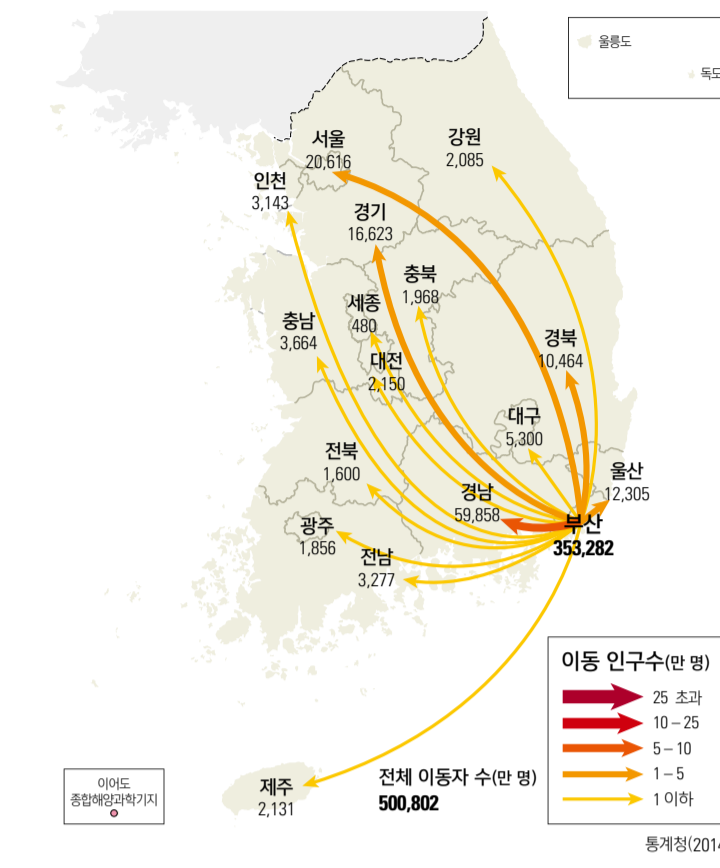 울릉도
독도
서울
20,616
강원
2,085
인천
3,143
경기
16,623
충북
1,968
세종
480
충남
3,664
경북
10,464
대전
2,150
대구
5,300
전북
1,600
울산
12,305
경남
59,858
부산
353,282
광주
1,856
전남
3,277
이동 인구수(만 명)
25 초과
10 – 25
5 – 10
1 – 5
1 이하
이어도
종합해양과학기지
제주
2,131
전체 이동자 수(만 명)
500,802
통계청(2014